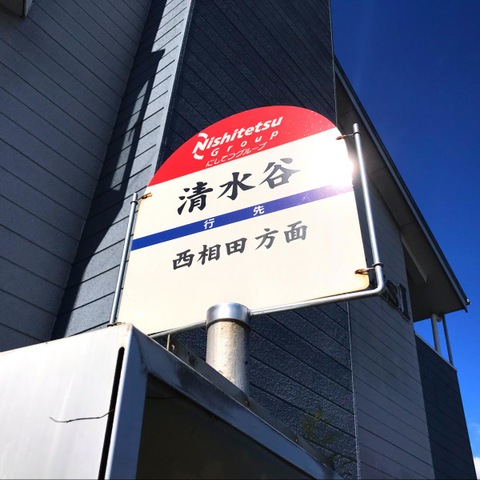 Nishitetsu
Group
にしてつグループ
清水谷
行先
西相田方面